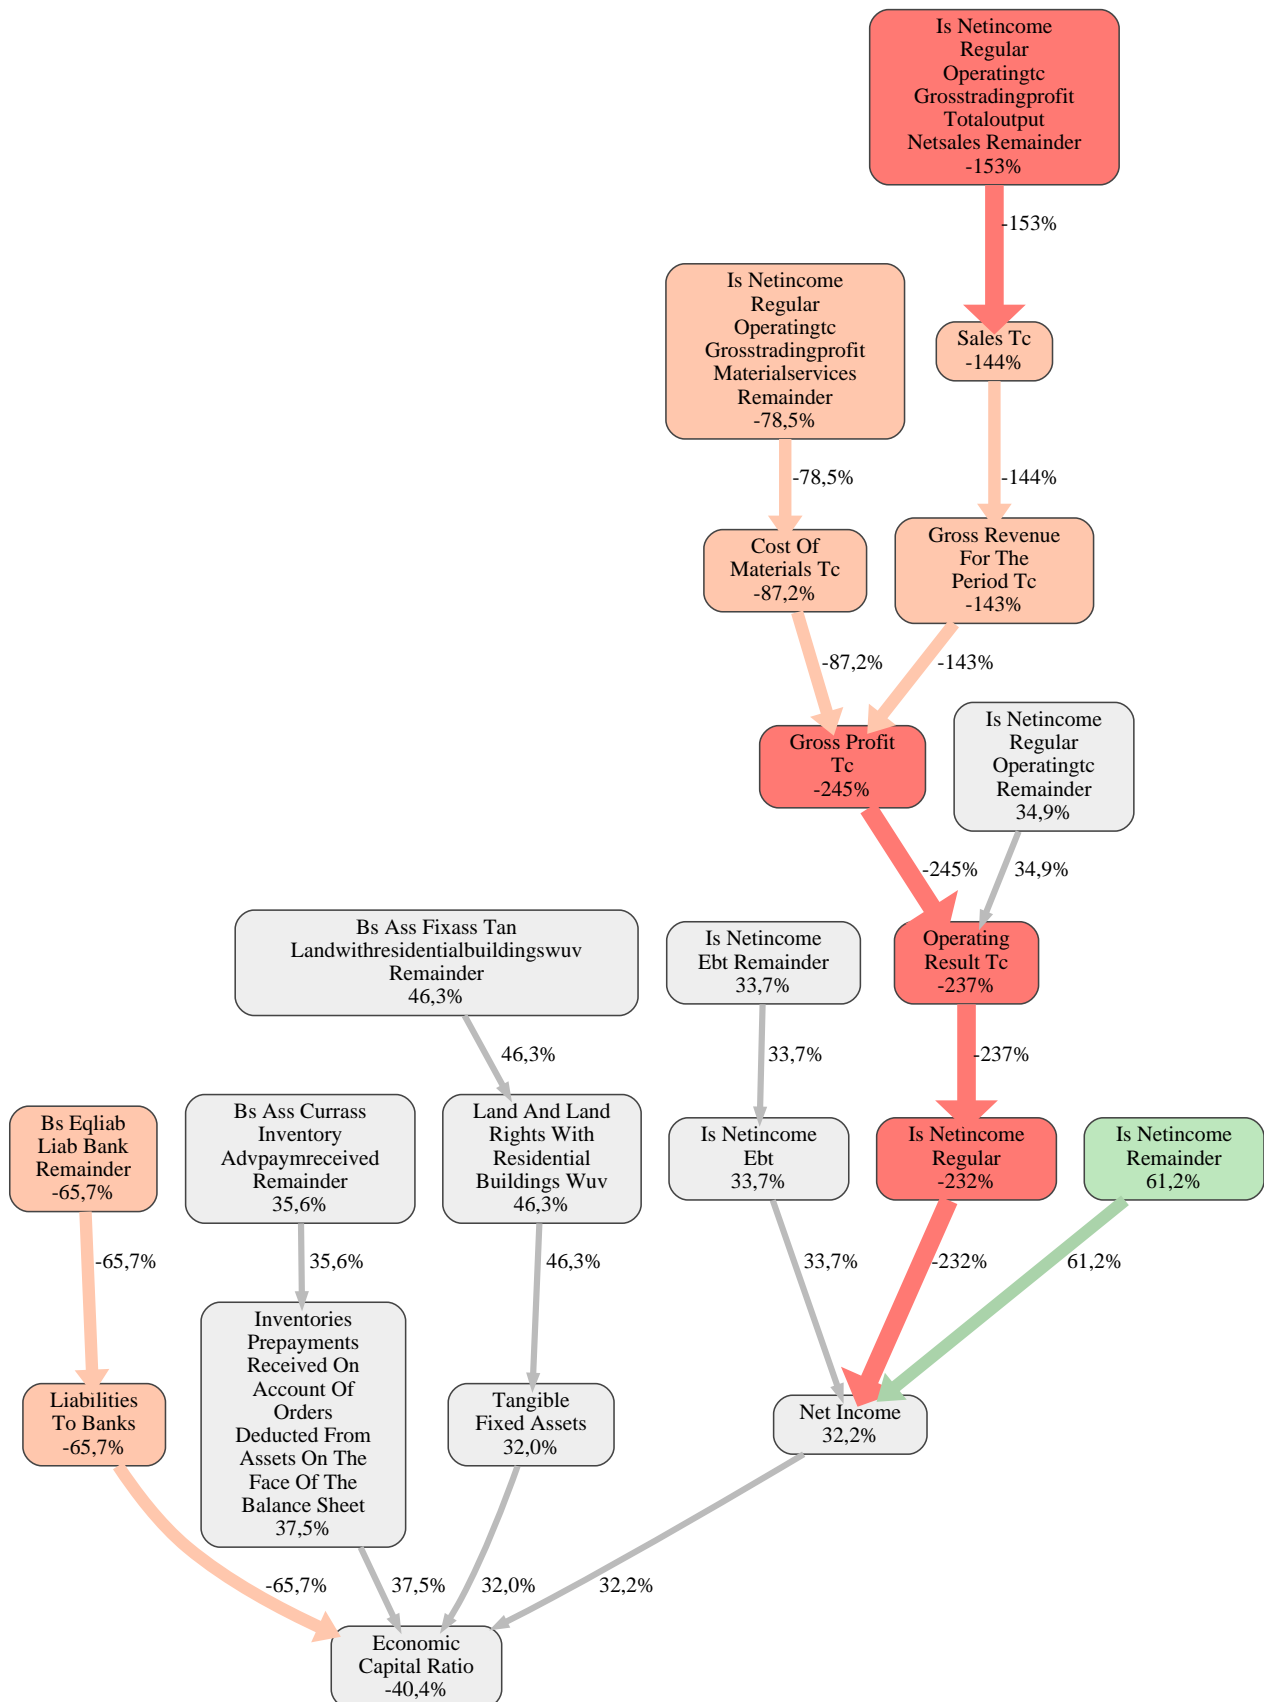 Is Netincome
Regular
Operatingtc
Grosstradingprofit
Totaloutput
Netsales Remainder
-153%
-153%
Is Netincome
Regular
Operatingtc
Grosstradingprofit
Materialservices
Remainder
-78,5%
Sales Tc
-144%
-78,5%
-144%
Cost Of
Materials Tc
-87,2%
Gross Revenue
For The
Period Tc
-143%
-87,2%
-143%
Gross Profit
Tc
-245%
Is Netincome
Regular
Operatingtc
Remainder
34,9%
-245%
34,9%
Bs Ass Fixass Tan
Landwithresidentialbuildingswuv
Remainder
46,3%
Is Netincome
Ebt Remainder
33,7%
Operating
Result Tc
-237%
46,3%
33,7%
-237%
Bs Eqliab
Liab Bank
Remainder
-65,7%
Bs Ass Currass
Inventory
Advpaymreceived
Remainder
35,6%
Land And Land
Rights With
Residential
Buildings Wuv
46,3%
Is Netincome
Ebt
33,7%
Is Netincome
Regular
-232%
Is Netincome
Remainder
61,2%
-65,7%
35,6%
46,3%
33,7%
-232%
61,2%
Liabilities
To Banks
-65,7%
Inventories
Prepayments
Received On
Account Of
Orders
Deducted From
Assets On The
Face Of The
Balance Sheet
37,5%
Tangible
Fixed Assets
32,0%
Net Income
32,2%
-65,7%
37,5%
32,0%
32,2%
Economic
Capital Ratio
-40,4%